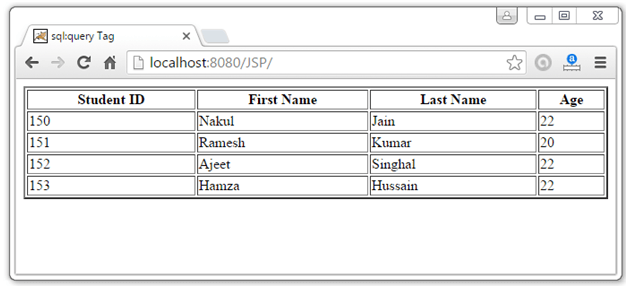 sql:query Tag
localhost:8080/JSP/
Student ID First Name Last Name Age
150 Nakul Jain 22
151 Ramesh Kumar 20
152 Ajeet Singhal 22
153 Hamza Hussain 22